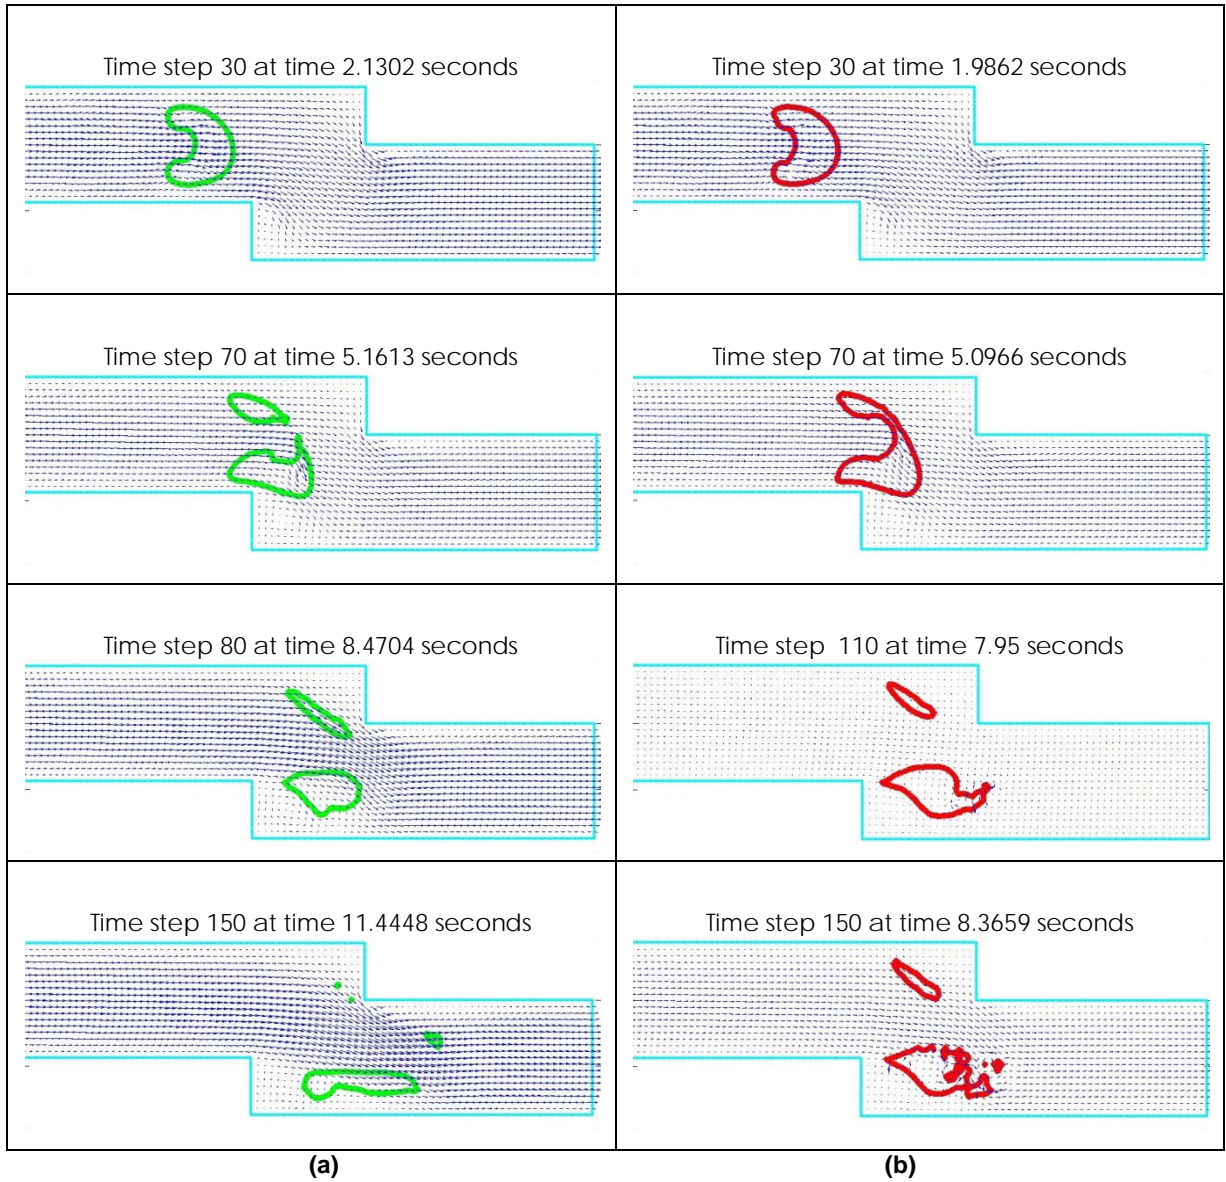 Time step 30 at time 2.1302 seconds
Time step 30 at time 1.9862 seconds
Time step 70 at time 5.1613 seconds
Time step 70 at time 5.0966 seconds
Time step 80 at time 8.4704 seconds
Time step 110 at time 7.95 seconds
Time step 150 at time 11.4448 seconds
Time step 150 at time 8.3659 seconds
(a)
(b)